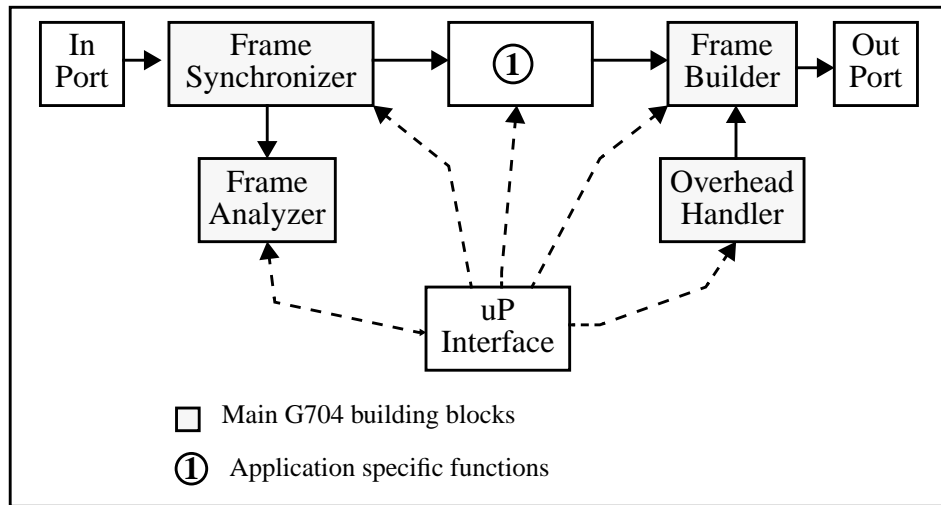 In
Port
Frame
Synchronizer
1
Frame
Builder
Out
Port
Frame
Analyzer
Overhead
Handler
uP
Interface
Main G704 building blocks
1 Application specific functions